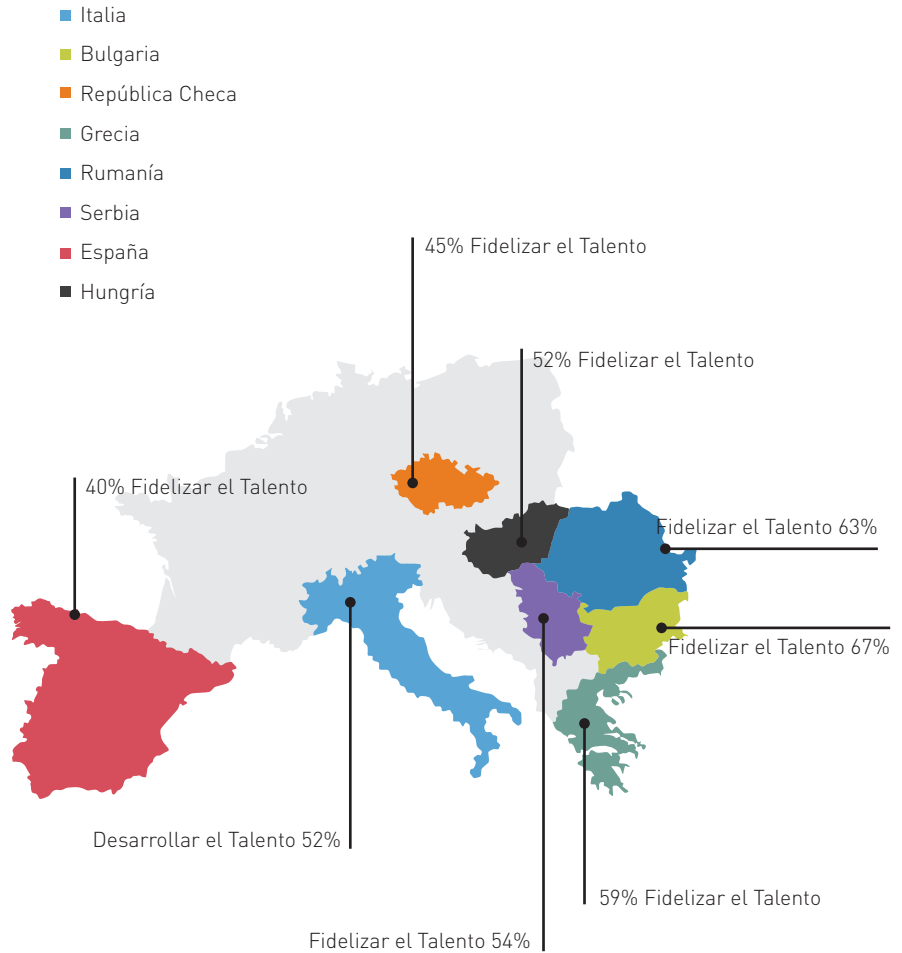 Italia
Bulgaria
República Checa
Grecia
Rumanía
Serbia
España
Hungría
45% Fidelizar el Talento
52% Fidelizar el Talento
40% Fidelizar el Talento
Fidelizar el Talento 63%
Fidelizar el Talento 67%
Desarrollar el Talento 52%
59% Fidelizar el Talento
Fidelizar el Talento 54%